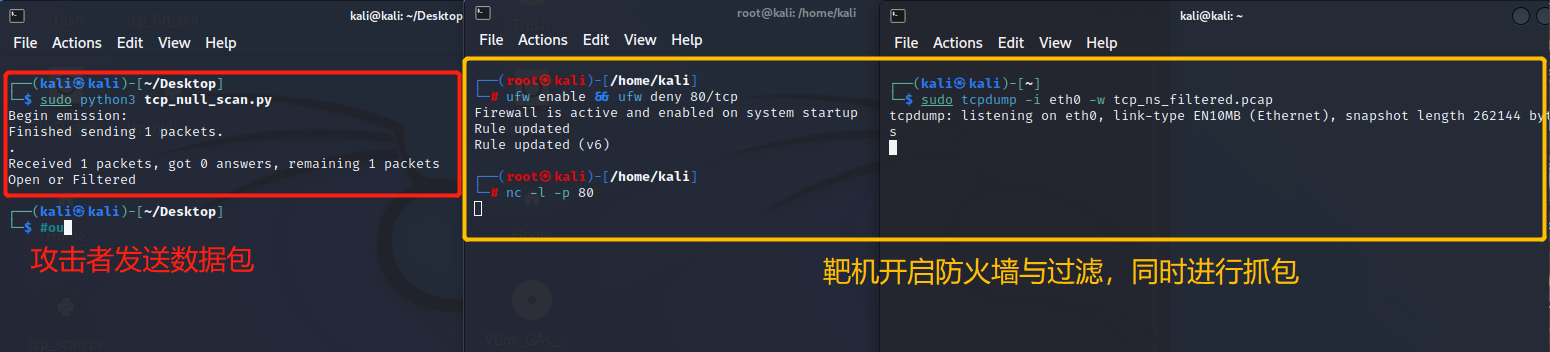 kali@kali: ~/Desktop
File Actions Edit View Help
┌──(kali㉿kali)-[~/Desktop]
└─$ sudo python3 tcp_null_scan.py
Begin emission:
Finished sending 1 packets.
.
Received 1 packets, got 0 answers, remaining 1 packets
Open or Filtered
┌──(kali㉿kali)-[~/Desktop]
└─$ #ou
攻击者发送数据包
tcp_scan.py
root@kali: /home/kali
File Actions Edit View Help
┌──(root㉿kali)-[/home/kali]
└─# ufw enable && ufw deny 80/tcp
Firewall is active and enabled on system startup
Rule updated
Rule updated (v6)
┌──(root㉿kali)-[/home/kali]
└─# nc -l -p 80
Trash
Home
VBox_GAs_...
kali@kali: ~
File Actions Edit View Help
┌──(kali㉿kali)-[~]
└─$ sudo tcpdump -i eth0 -w tcp_ns_filtered.pcap
tcpdump: listening on eth0, link-type EN10MB (Ethernet), snapshot length 262144 byt
s
靶机开启防火墙与过滤，同时进行抓包